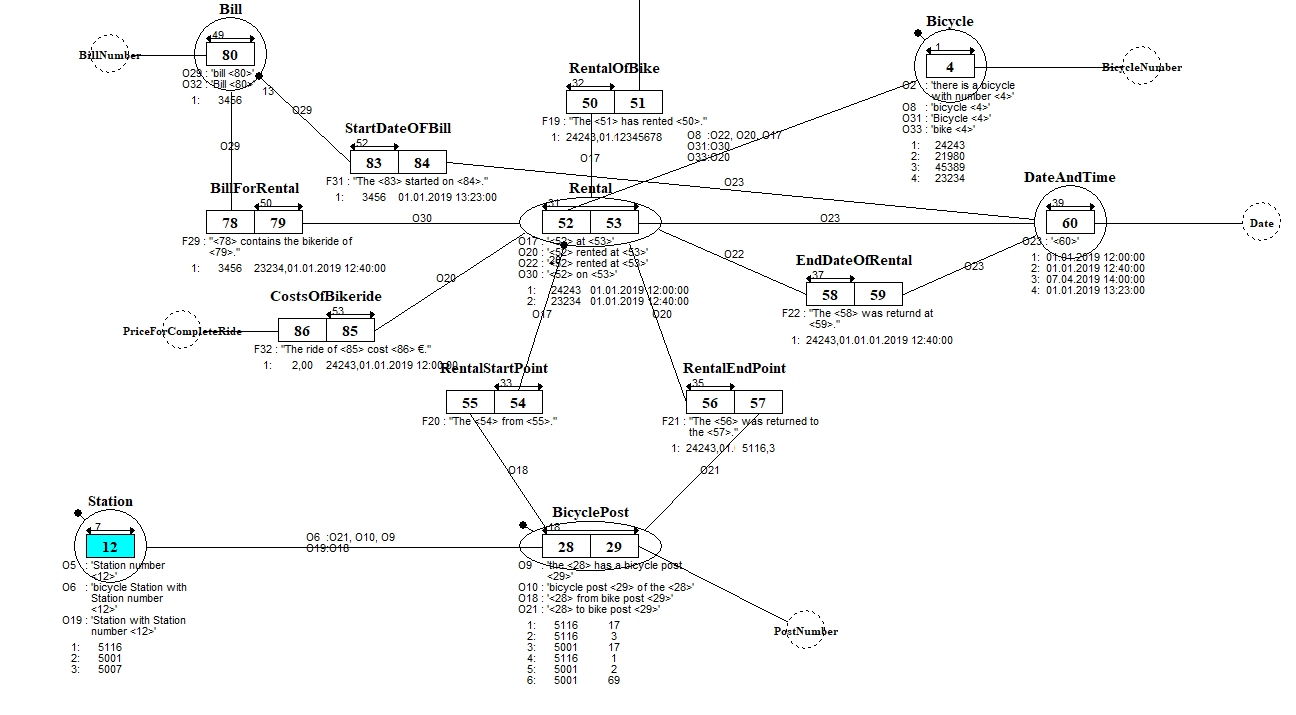 Bill
49
80
BillNumber
O29 : 'bill <80>'
O32 : 'Bill <80>'
1: 3456
13
O29
O29
StartDateOFBill
52
83 84
F31 : "The <83> started on <84>."
1: 3456 01.01.2019 13:23:00
RentalOfBike
32
50 51
F19 : "The <51> has rented <50>."
1: 24243,01.12345678
O17
Bicycle
1
4
BicycleNumber
O2 : 'there is a bicycle
with number <4>'
O8 : 'bicycle <4>'
O31 : 'Bicycle <4>'
O33 : 'bike <4>'
1: 24243
2: 21980
3: 45389
4: 23234
O8 :O22, O20, O17
O31:O30
O33:O20
O23
BillForRental
50
78 79
F29 : "<78> contains the bikeride of
<79>."
1: 3456 23234,01.01.2019 12:40:00
O30
Rental
31
52 53
O17 : '<52> at <53>'
O20 : '<52> rented at <53>'
O22 : '<52> rented at <53>'
O30 : '<52> on <53>'
1: 24243 01.01.2019 12:00:00
2: 23234 01.01.2019 12:40:00
O23
DateAndTime
39
60
Date
O23 : '<60>'
1: 01.01.2019 12:00:00
2: 01.01.2019 12:40:00
3: 07.04.2019 14:00:00
4: 01.01.2019 13:23:00
O22
EndDateOfRental
37
58 59
O23
F22 : "The <58> was returnd at
<59>."
1: 24243,01.01.01.2019 12:40:00
O20
CostsOfBikeride
53
86 85
PriceForCompleteRide
F32 : "The ride of <85> cost <86> €."
1: 2,00 24243,01.01.2019 12:00:00
O17
O20
RentalStartPoint
33
55 54
F20 : "The <54> from <55>."
RentalEndPoint
35
56 57
F21 : "The <56> was returned to
the <57>."
1: 24243,01. 5116,3
O18
O21
Station
7
12
O5 : 'Station number
<12>'
O6 : 'bicycle Station with
Station number
<12>'
O19 : 'Station with Station
number <12>'
1: 5116
2: 5001
3: 5007
O6 :O21, O10, O9
O19:O18
BicyclePost
18
28 29
O9 : 'the <28> has a bicycle post
<29>'
O10 : 'bicycle post <29> of the <28>'
O18 : '<28> from bike post <29>'
O21 : '<28> to bike post <29>'
1: 5116 17
2: 5116 3
3: 5001 17
4: 5116 1
5: 5001 2
6: 5001 69
PostNumber